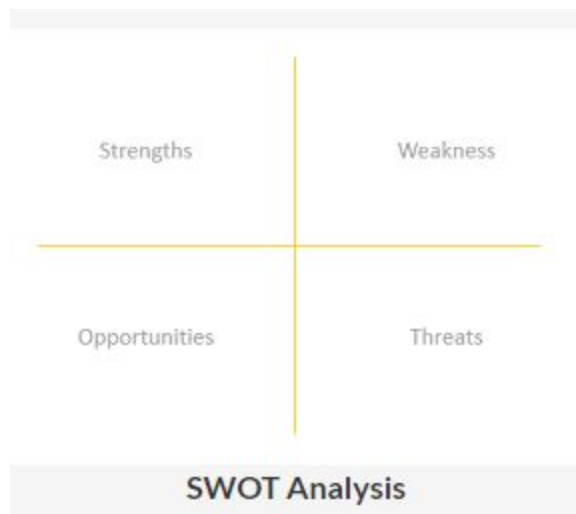 Strengths
Weakness
Opportunities
Threats
SWOT Analysis